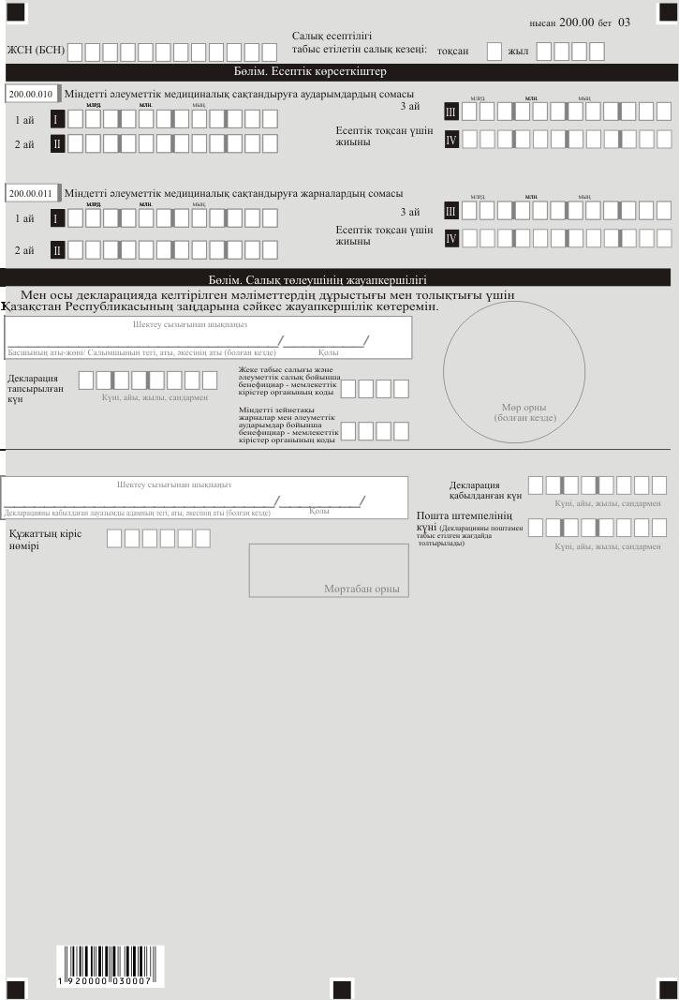 нысан 200.00 бет 03
Салық есептілігі
ЖСН (БСН) табыс етілетін салық кезеңі: тоқсан жыл
Бөлім. Есептік көрсеткіштер
200.00.010 Міндетті әлеуметтік медициналық сақтандыруға аударымдардың сомасы
млрд. млн. мың
1 ай I
2 ай II
млрд. млн. мың
3 ай III
Есептік тоқсан үшін
жиыны IV
200.00.011 Міндетті әлеуметтік медициналық сақтандыруға жарналардың сомасы
млрд. млн. мың
1 ай I
2 ай II
млрд. млн. мың
3 ай III
Есептік тоқсан үшін
жиыны IV
Бөлім. Салық төлеушінің жауапкершілігі
Мен осы декларацияда келтірілген мәліметтердің дұрыстығы мен толықтығы үшін
Қазақстан Республикасының заңдарына сәйкес жауапкершілік көтеремін.
Шектеу сызығынан шықпаңыз
/ /
Басшының аты-жөні/ Салымшынын тегі, аты, әкесінің аты (болған кезде) Қолы
Декларация
тапсырылған
күн
Күні, айы, жылы, сандармен
Жеке табыс салығы және
әлеуметтік салық бойынша
бенефициар - мемлекеттік
кірістер органының коды
Міндетті зейнетақы
жарналар мен әлеуметтік
аударымдар бойынша
бенефициар - мемлекеттік
кірістер органының коды
Мөр орны
(болған кезде)
Шектеу сызығынан шықпаңыз
/ /
Декларацияны қабылдаған лауазымды адамның тегі, аты, әкесінің аты (болған кезде) Қолы
Декларация
қабылданған күн
Күні, айы, жылы, сандармен
Пошта штемпелінің
күні (Декларацияны поштамен
табыс етілген жағдайда
толтырылады)
Күні, айы, жылы, сандармен
Құжаттың кіріс
нөмірі
Мөртабан орны
1 920000 030007